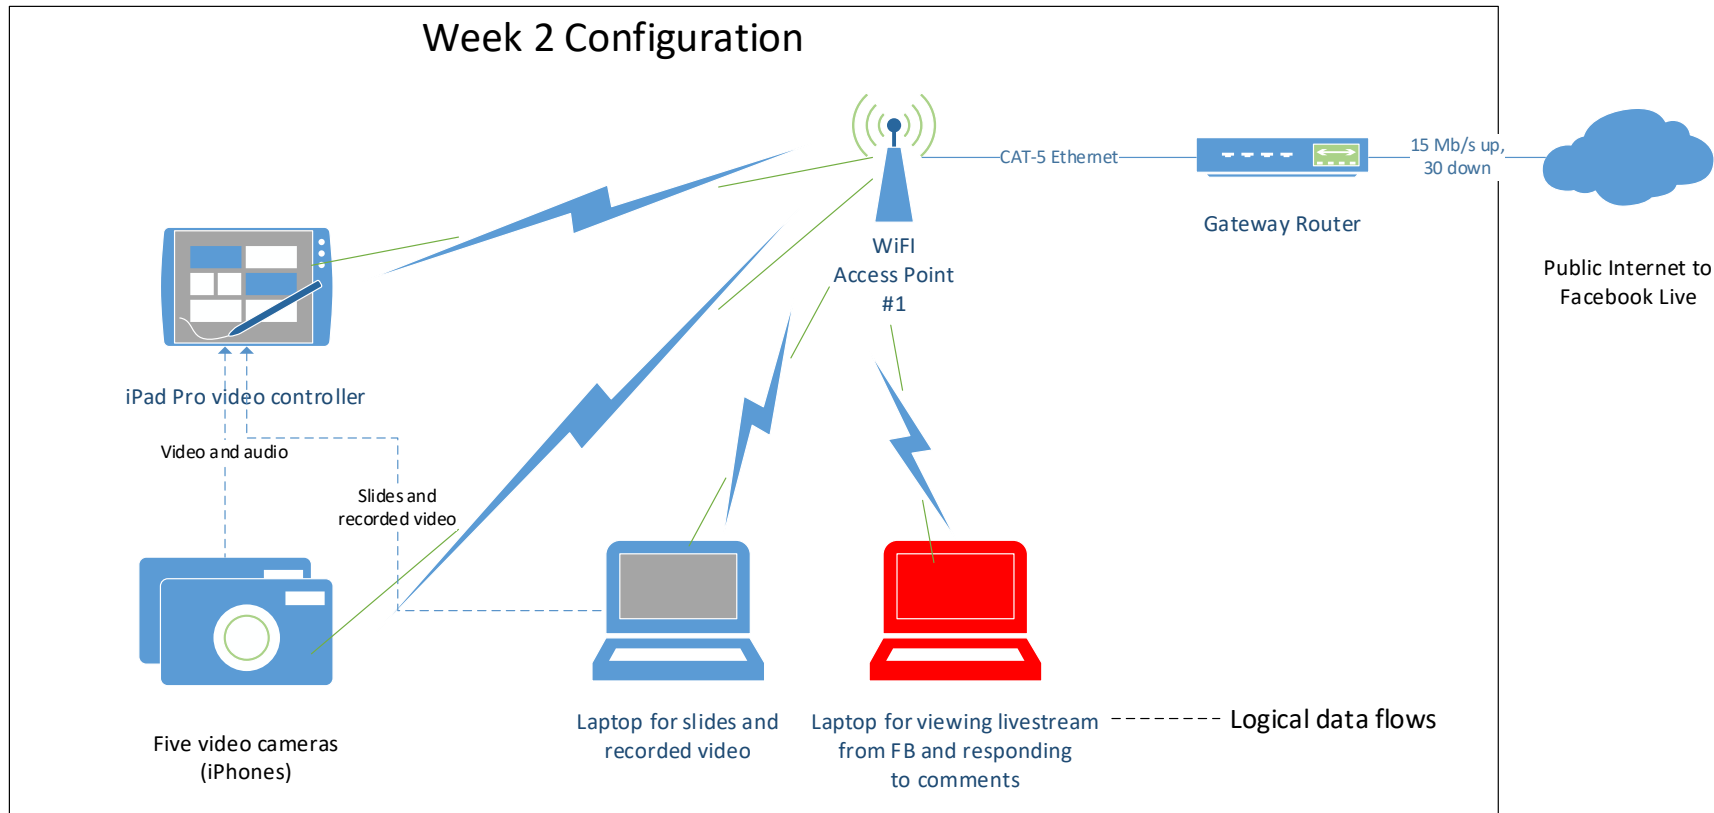 Week 2 Configuration
CAT-5 Ethernet
15 Mb/s up,
30 down
Gateway Router
WiFI
Access Point
#1
Public Internet to
Facebook Live
iPad Pro video controller
Video and audio
Slides and
recorded video
Laptop for slides and
recorded video
Laptop for viewing livestream
from FB and responding
to comments
Logical data flows
Five video cameras
(iPhones)